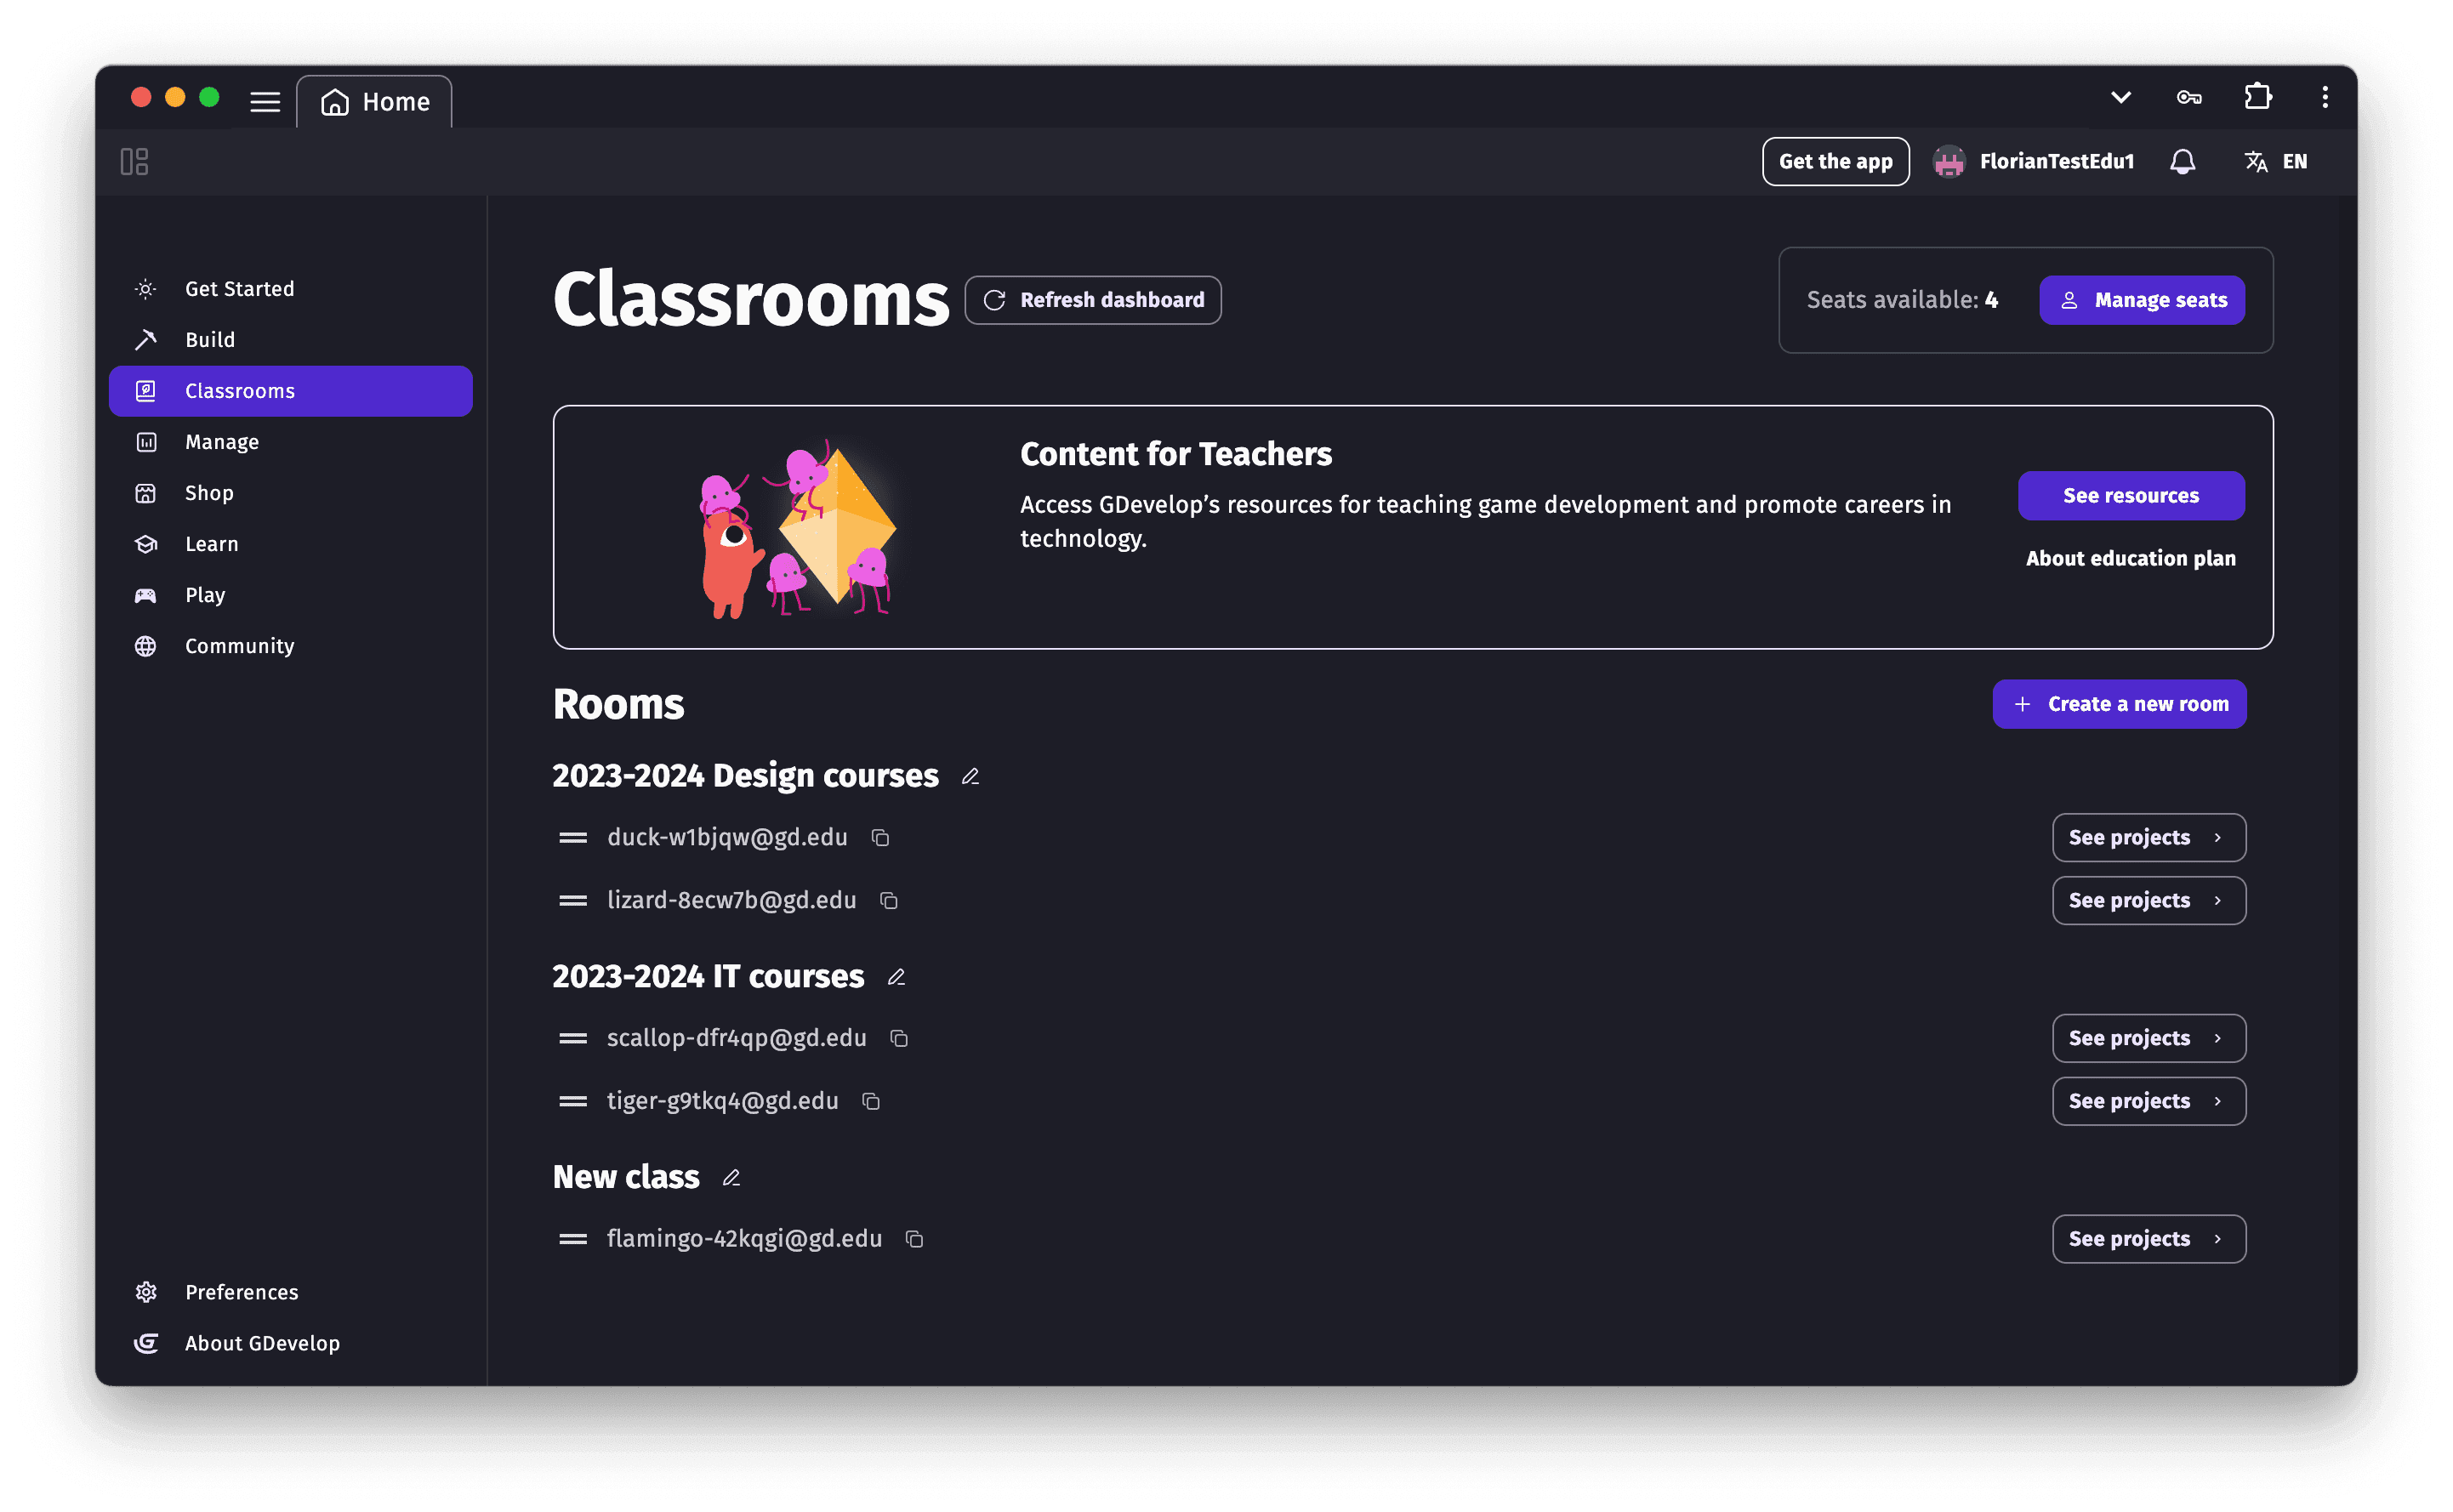 Home
Get the app
FlorianTestEdu1
EN
Get Started
Build
Classrooms
Manage
Shop
Learn
Play
Community
Preferences
About GDevelop
Classrooms
Refresh dashboard
Seats available: 4
Manage seats
Content for Teachers
Access GDevelop’s resources for teaching game development and promote careers in
technology.
See resources
About education plan
Rooms
Create a new room
2023-2024 Design courses
duck-w1bjqw@gd.edu
See projects
lizard-8ecw7b@gd.edu
See projects
2023-2024 IT courses
scallop-dfr4qp@gd.edu
See projects
tiger-g9tkq4@gd.edu
See projects
New class
flamingo-42kqgi@gd.edu
See projects